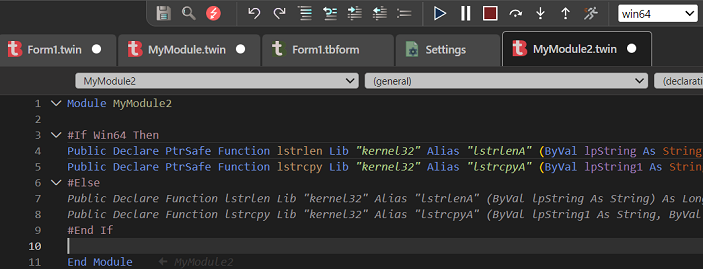 win64
Form1.twin
MyModule.twin
Form1.tbform
Settings
MyModule2.twin
MyModule2
(general)
(declarati
1 Module MyModule2
2
3 #If Win64 Then
4 Public Declare PtrSafe Function lstrlen Lib "kernel32" Alias "lstrlenA" (ByVal lpString As String
5 Public Declare PtrSafe Function lstrcpy Lib "kernel32" Alias "lstrcpyA" (ByVal lpString1 As Strin
6 #Else
7 Public Declare Function lstrlen Lib "kernel32" Alias "lstrlenA" (ByVal lpString As String) As Lon
8 Public Declare Function lstrcpy Lib "kernel32" Alias "lstrcpyA" (ByVal lpString1 As String, ByVal
9 #End If
10
11 End Module ← MyModule2